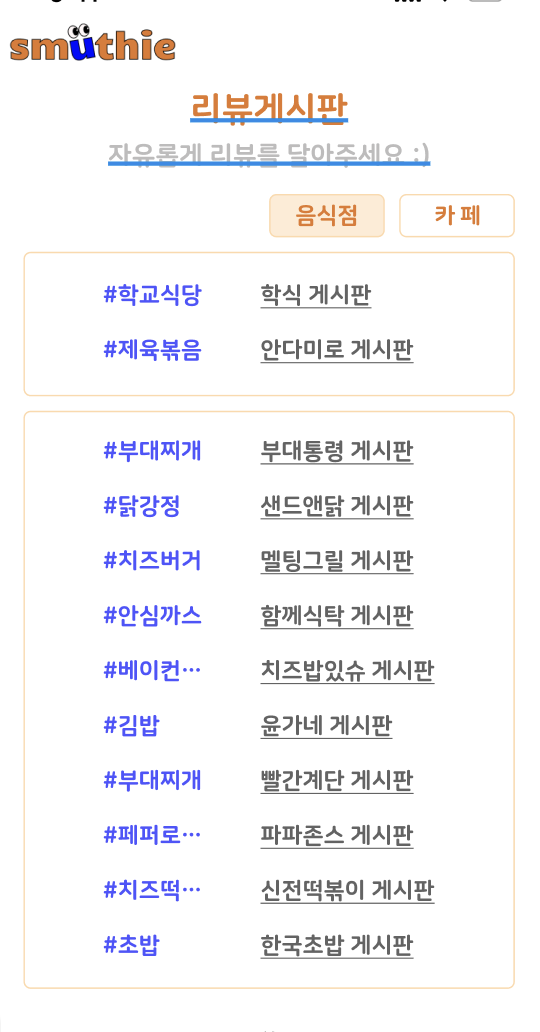 smüthie
리뷰게시판
자유롭게 리뷰를 달아주세요 :)
음식점 카 페
#학교식당 학식 게시판
#제육볶음 안다미로 게시판
#부대찌개 부대통령 게시판
#닭강정 샌드앤닭 게시판
#치즈버거 멜팅그릴 게시판
#안심까스 함께식탁 게시판
#베이컨… 치즈밥있슈 게시판
#김밥 윤가네 게시판
#부대찌개 빨간계단 게시판
#페퍼로… 파파존스 게시판
#치즈떡… 신전떡볶이 게시판
#초밥 한국초밥 게시판